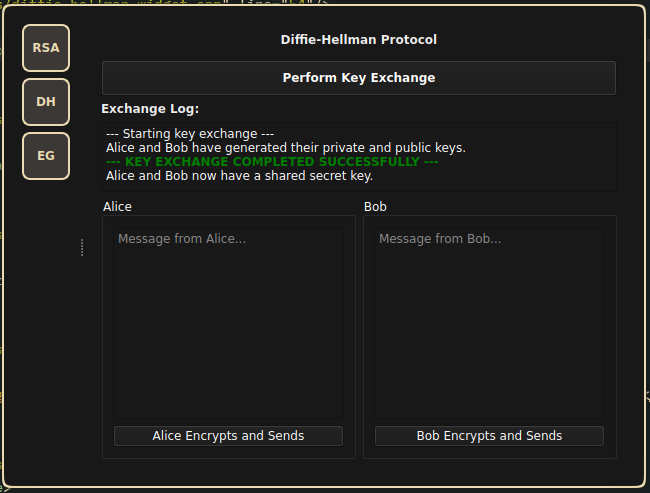 RSA
DH
EG
Diffie-Hellman Protocol
Perform Key Exchange
Exchange Log:
--- Starting key exchange ---
Alice and Bob have generated their private and public keys.
--- KEY EXCHANGE COMPLETED SUCCESSFULLY ---
Alice and Bob now have a shared secret key.
Alice
Message from Alice...
Alice Encrypts and Sends
Bob
Message from Bob...
Bob Encrypts and Sends